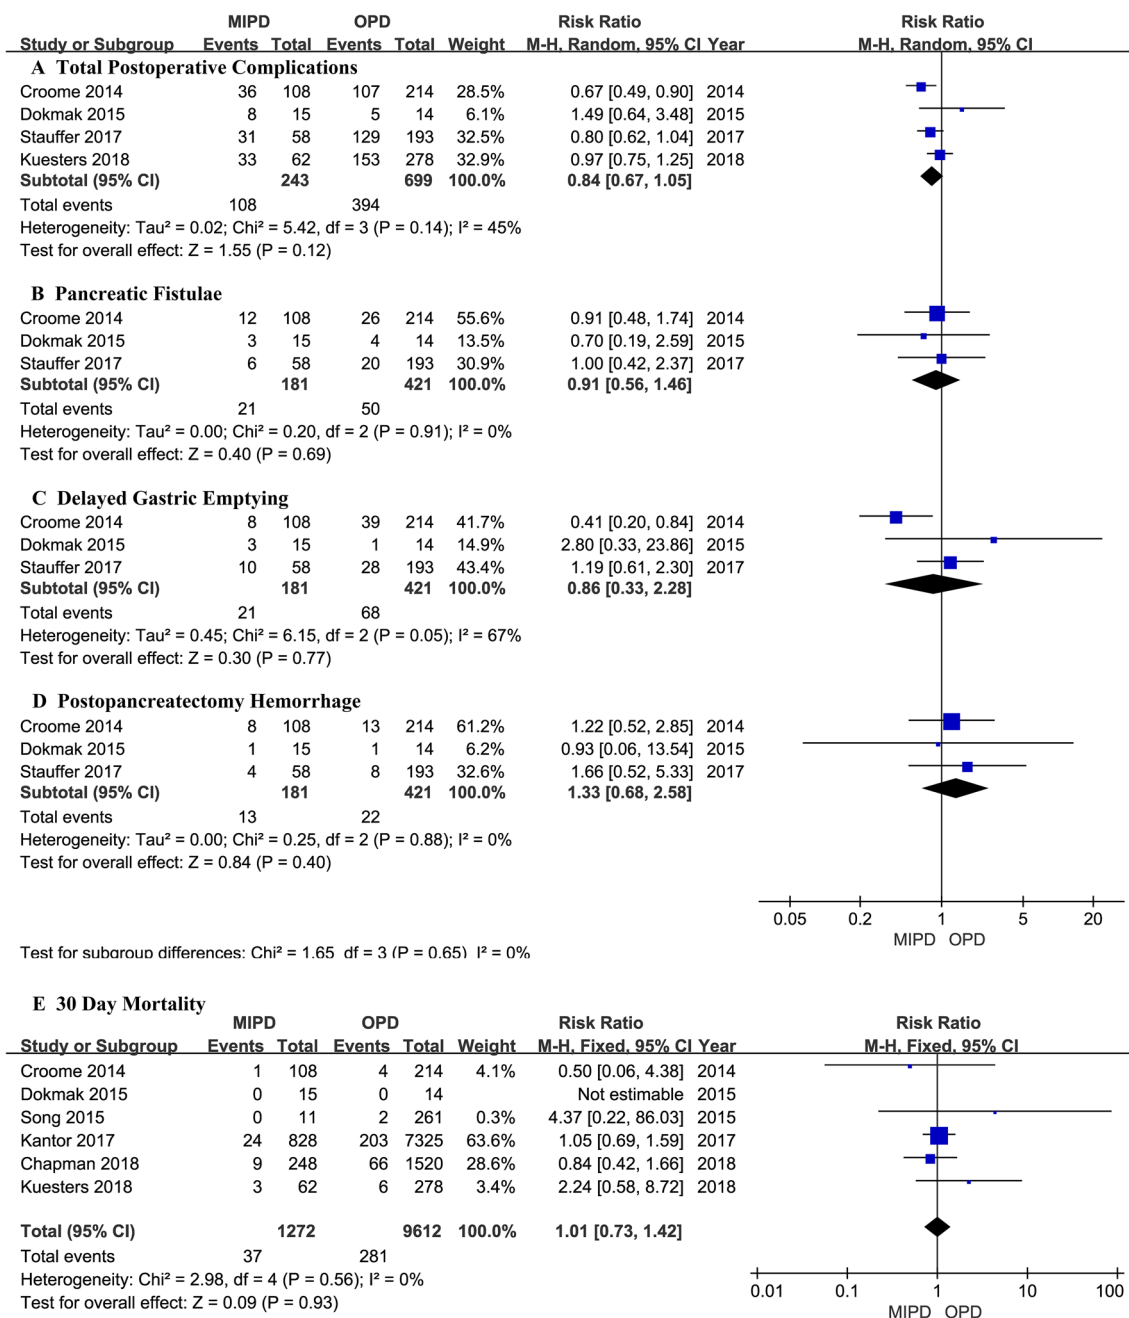 MIPD OPD Risk Ratio Risk Ratio
Study or Subgroup Events Total Events Total Weight M-H, Random, 95% CI Year M-H, Random, 95% CI
A Total Postoperative Complications
Croome 2014 36 108 107 214 28.5% 0.67 [0.49, 0.90] 2014
Dokmak 2015 8 15 5 14 6.1% 1.49 [0.64, 3.48] 2015
Stauffer 2017 31 58 129 193 32.5% 0.80 [0.62, 1.04] 2017
Kuesters 2018 33 62 153 278 32.9% 0.97 [0.75, 1.25] 2018
Subtotal (95% CI) 243 699 100.0% 0.84 [0.67, 1.05]
Total events 108 394
Heterogeneity: Tau² = 0.02; Chi² = 5.42, df = 3 (P = 0.14); I² = 45%
Test for overall effect: Z = 1.55 (P = 0.12)
B Pancreatic Fistulae
Croome 2014 12 108 26 214 55.6% 0.91 [0.48, 1.74] 2014
Dokmak 2015 3 15 4 14 13.5% 0.70 [0.19, 2.59] 2015
Stauffer 2017 6 58 20 193 30.9% 1.00 [0.42, 2.37] 2017
Subtotal (95% CI) 181 421 100.0% 0.91 [0.56, 1.46]
Total events 21 50
Heterogeneity: Tau² = 0.00; Chi² = 0.20, df = 2 (P = 0.91); I² = 0%
Test for overall effect: Z = 0.40 (P = 0.69)
C Delayed Gastric Emptying
Croome 2014 8 108 39 214 41.7% 0.41 [0.20, 0.84] 2014
Dokmak 2015 3 15 1 14 14.9% 2.80 [0.33, 23.86] 2015
Stauffer 2017 10 58 28 193 43.4% 1.19 [0.61, 2.30] 2017
Subtotal (95% CI) 181 421 100.0% 0.86 [0.33, 2.28]
Total events 21 68
Heterogeneity: Tau² = 0.45; Chi² = 6.15, df = 2 (P = 0.05); I² = 67%
Test for overall effect: Z = 0.30 (P = 0.77)
D Postopancreatectomy Hemorrhage
Croome 2014 8 108 13 214 61.2% 1.22 [0.52, 2.85] 2014
Dokmak 2015 1 15 1 14 6.2% 0.93 [0.06, 13.54] 2015
Stauffer 2017 4 58 8 193 32.6% 1.66 [0.52, 5.33] 2017
Subtotal (95% CI) 181 421 100.0% 1.33 [0.68, 2.58]
Total events 13 22
Heterogeneity: Tau² = 0.00; Chi² = 0.25, df = 2 (P = 0.88); I² = 0%
Test for overall effect: Z = 0.84 (P = 0.40)
0.05 0.2 1 5 20
MIPD OPD
Test for subgroup differences: Chi² = 1.65 df = 3 (P = 0.65) I² = 0%
E 30 Day Mortality
MIPD OPD Risk Ratio Risk Ratio
Study or Subgroup Events Total Events Total Weight M-H, Fixed, 95% CI Year M-H, Fixed, 95% CI
Croome 2014 1 108 4 214 4.1% 0.50 [0.06, 4.38] 2014
Dokmak 2015 0 15 0 14 Not estimable 2015
Song 2015 0 11 2 261 0.3% 4.37 [0.22, 86.03] 2015
Kantor 2017 24 828 203 7325 63.6% 1.05 [0.69, 1.59] 2017
Chapman 2018 9 248 66 1520 28.6% 0.84 [0.42, 1.66] 2018
Kuesters 2018 3 62 6 278 3.4% 2.24 [0.58, 8.72] 2018
Total (95% CI) 1272 9612 100.0% 1.01 [0.73, 1.42]
Total events 37 281
Heterogeneity: Chi² = 2.98, df = 4 (P = 0.56); I² = 0%
Test for overall effect: Z = 0.09 (P = 0.93)
0.01 0.1 1 10 100
MIPD OPD